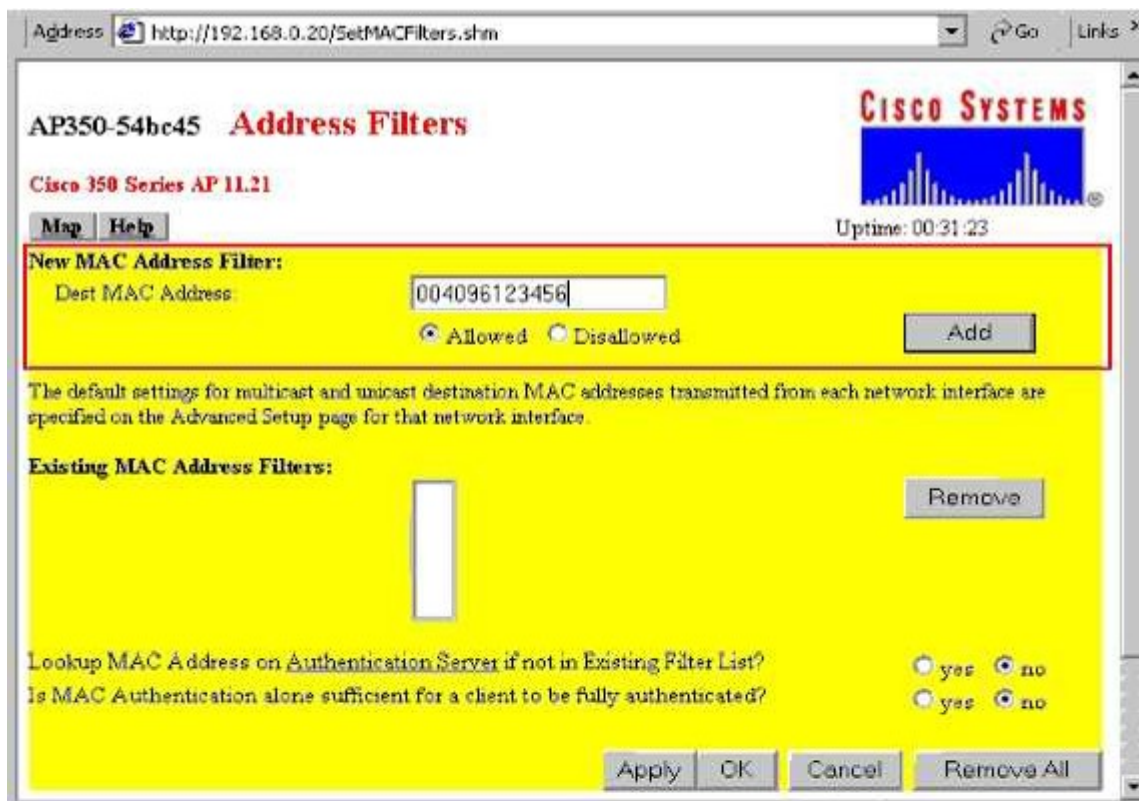 Address http://192.168.0.20/SetMACFilters.shm Go Links »
AP350-54bc45 Address Filters
CISCO SYSTEMS
Cisco 350 Series AP 11.21
®
Map Help
Uptime: 00:31:23
New MAC Address Filter:
Dest MAC Address: 004096123456
Allowed Disallowed Add
The default settings for multicast and unicast destination MAC addresses transmitted from each network interface are
specified on the Advanced Setup page for that network interface.
Existing MAC Address Filters:
Remove
Lookup MAC Address on Authentication Server if not in Existing Filter List? yes no
Is MAC Authentication alone sufficient for a client to be fully authenticated? yes no
Apply OK Cancel Remove All